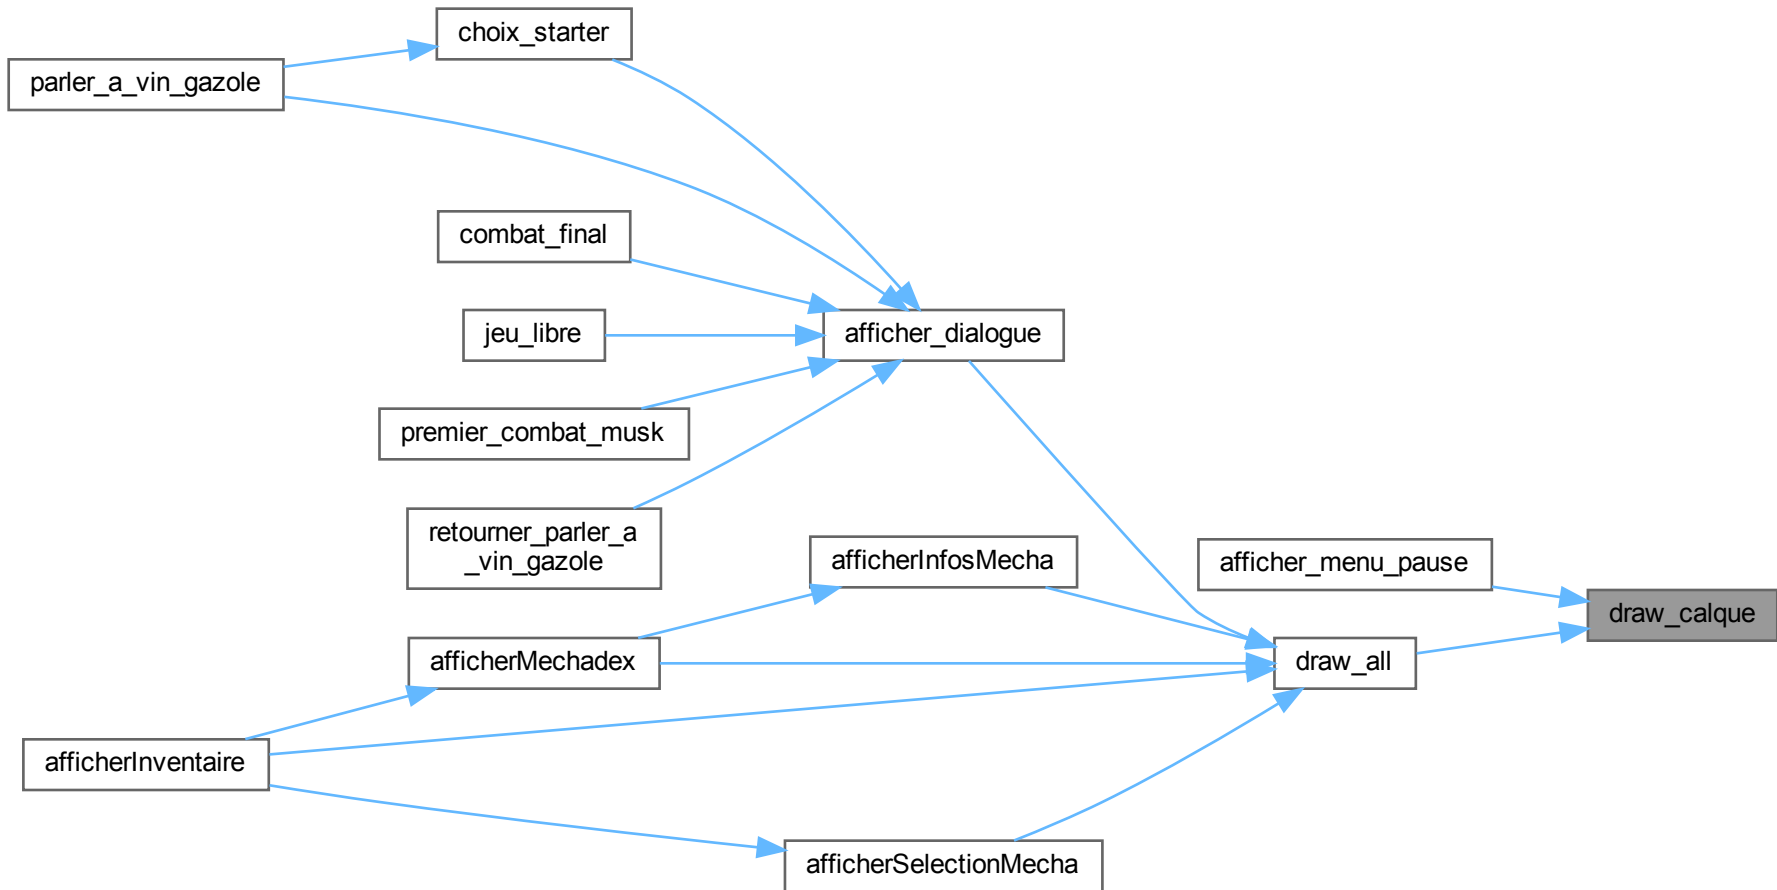 choix_starter
parler_a_vin_gazole
combat_final
jeu_libre
afficher_dialogue
premier_combat_musk
retourner_parler_a
_vin_gazole
afficherInfosMecha
afficher_menu_pause
draw_calque
afficherMechadex
draw_all
afficherInventaire
afficherSelectionMecha